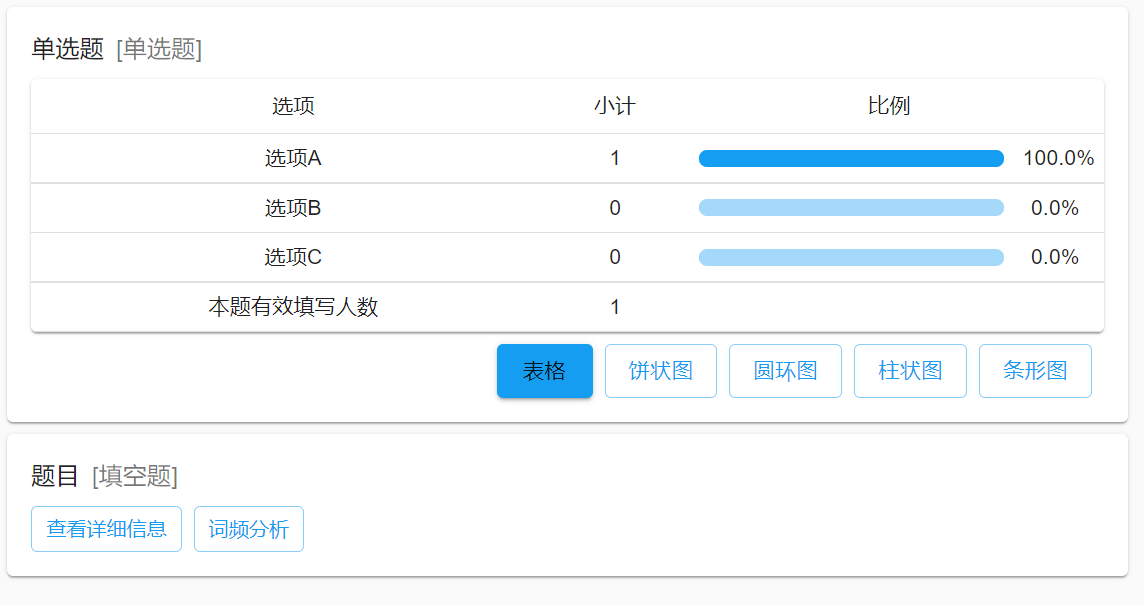 单选题 [单选题]
选项 小计 比例
选项A 1 100.0%
选项B 0 0.0%
选项C 0 0.0%
本题有效填写人数 1
表格 饼状图 圆环图 柱状图 条形图
题目 [填空题]
查看详细信息 词频分析